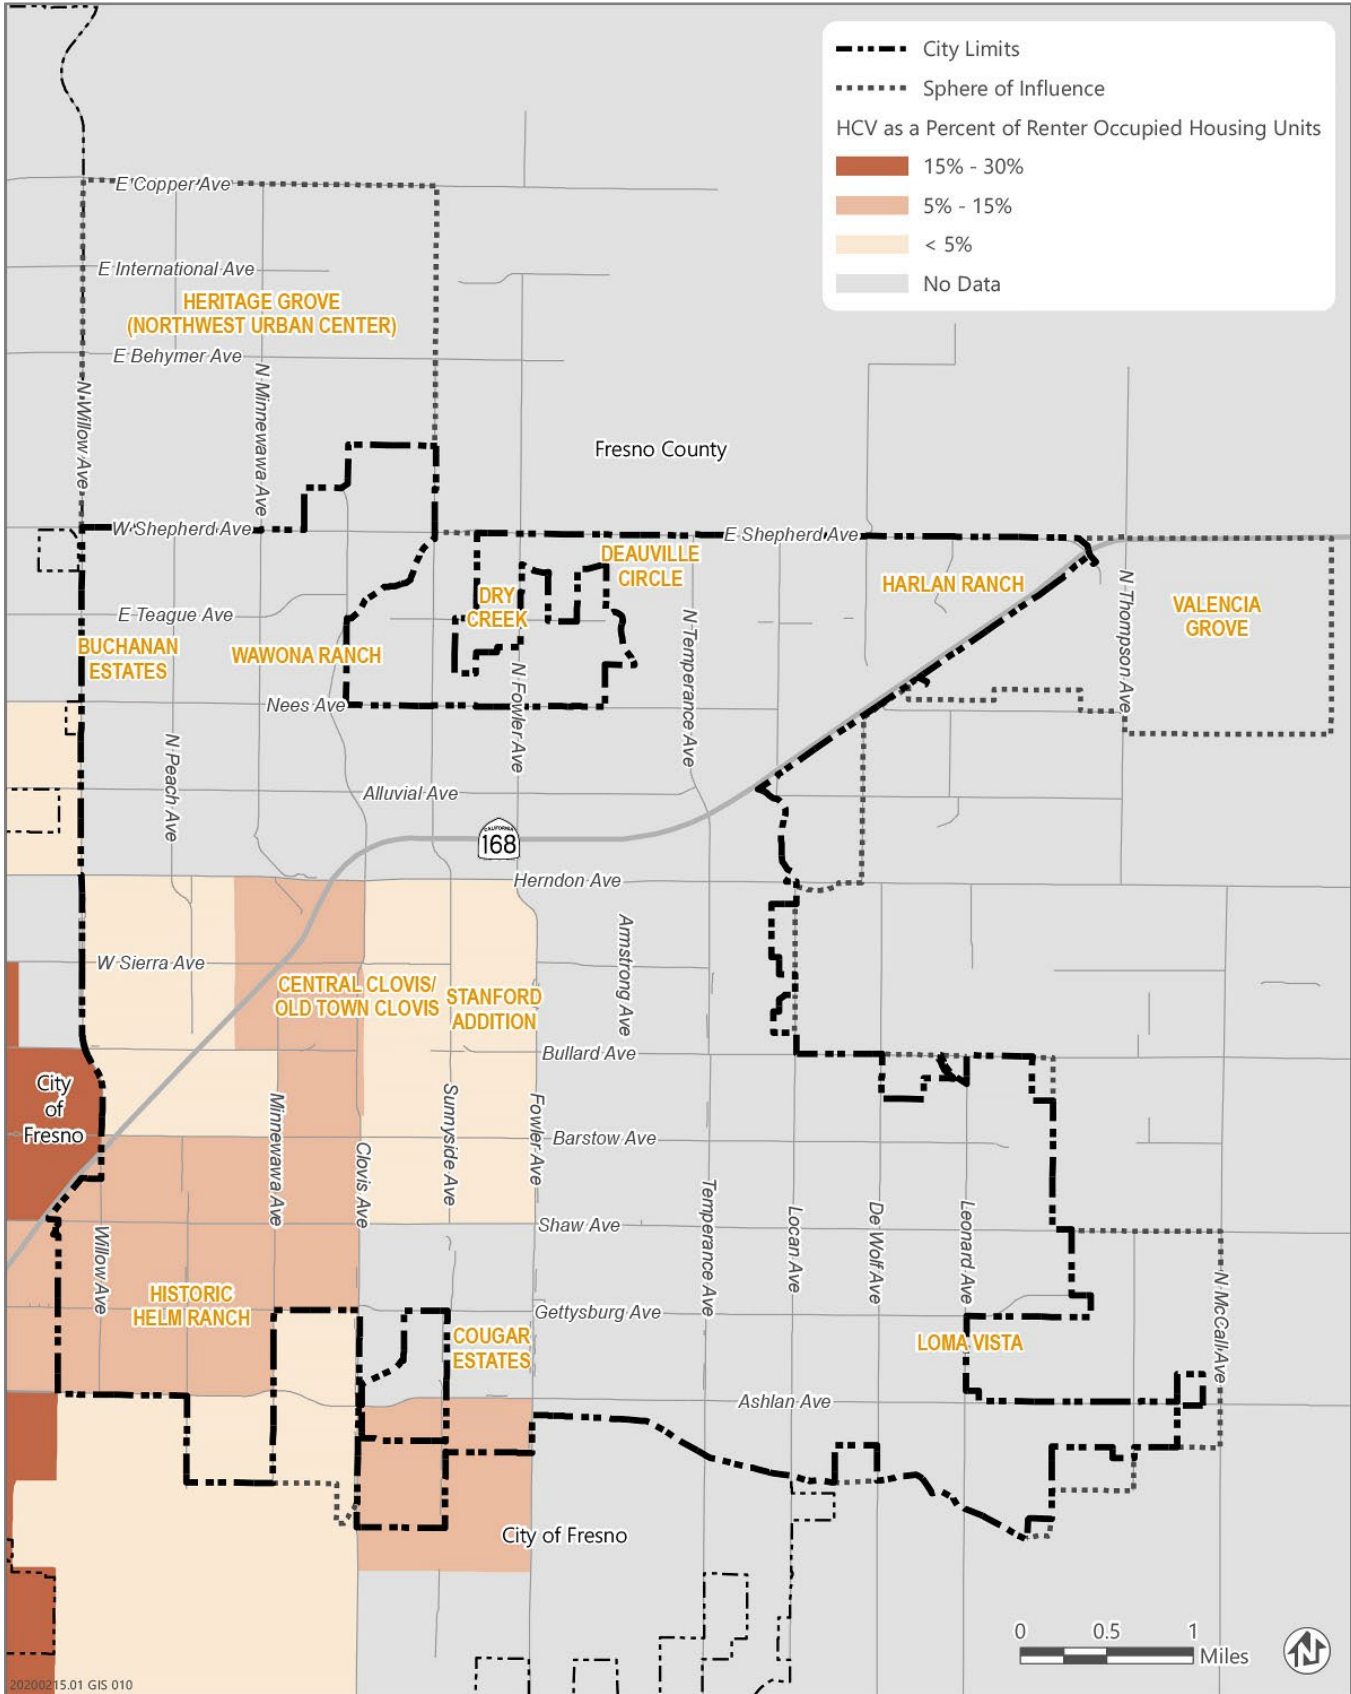 City Limits
Sphere of Influence
HCV as a Percent of Renter Occupied Housing Units
15% - 30%
5% - 15%
< 5%
No Data
E Copper Ave
E International Ave
HERITAGE GROVE
(NORTHWEST URBAN CENTER)
E Behymer Ave
N Willow Ave
N Minnewawa Ave
Fresno County
W Shepherd Ave
E Shepherd Ave
DEAUVILLE
CIRCLE
HARLAN RANCH
DRY
CREEK
N Thompson Ave
VALENCIA
GROVE
E Teague Ave
BUCHANAN
ESTATES
WAWONA RANCH
N Temperance Ave
N Fowler Ave
Nees Ave
N Peach Ave
Alluvial Ave
CALIFORNIA
168
Herndon Ave
Armstrong Ave
W Sierra Ave
CENTRAL CLOVIS/
OLD TOWN CLOVIS
STANFORD
ADDITION
Bullard Ave
City
of
Fresno
Minnewawa Ave
Sunnyside Ave
Fowler Ave
Barstow Ave
Clovis Ave
Temperance Ave
Locan Ave
De Wolf Ave
Leonard Ave
Shaw Ave
Willow Ave
N McCall Ave
HISTORIC
HELM RANCH
Gettysburg Ave
COUGAR
ESTATES
LOMA VISTA
Ashlan Ave
City of Fresno
0 0.5 1
Miles
N
20200215.01 GIS 010